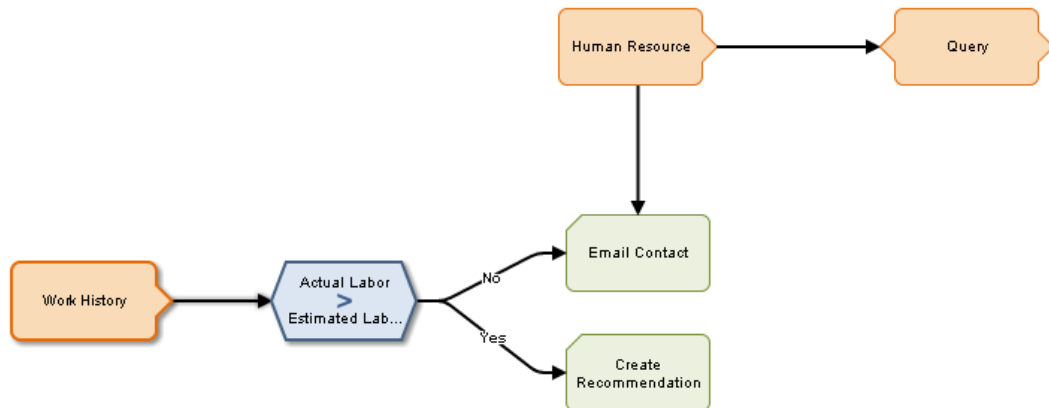 Human Resource
Query
Email Contact
No
Actual Labor
>
Estimated Lab...
Work History
Yes
Create
Recommendation